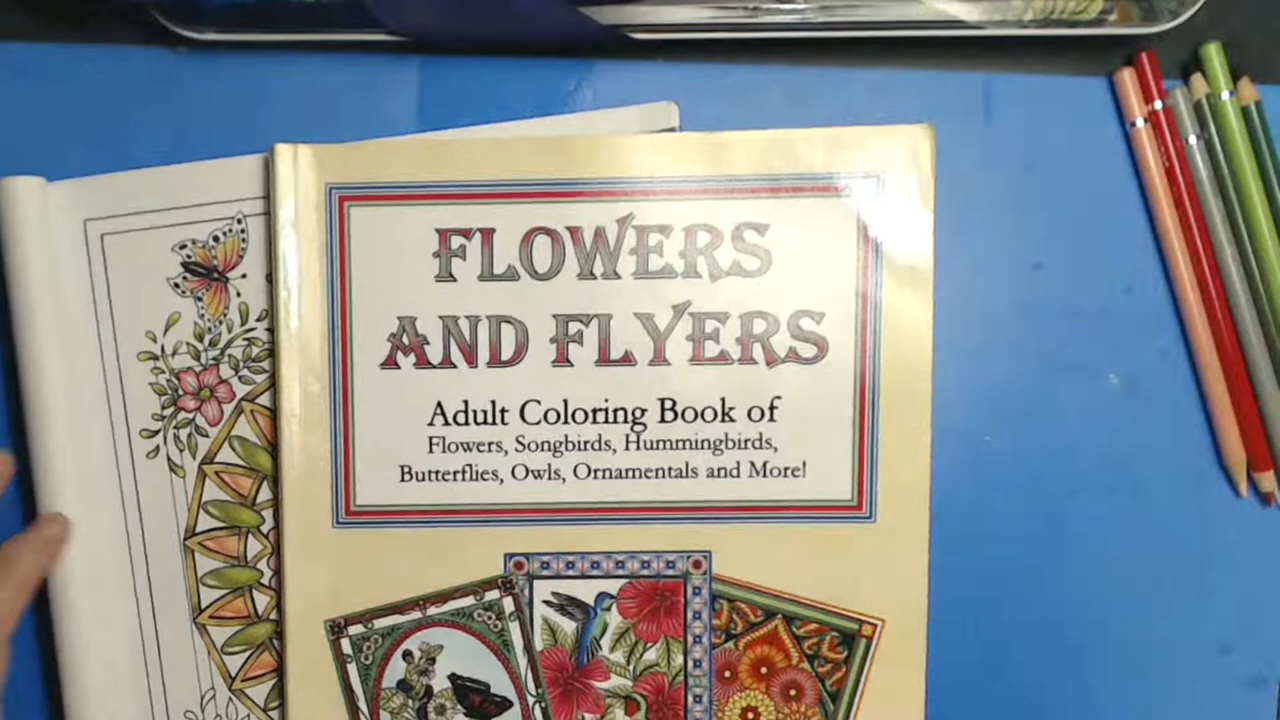 FLOWERS
AND FLYERS
Adult Coloring Book of
Flowers, Songbirds, Hummingbirds,
Butterflies, Owls, Ornamentals and More!